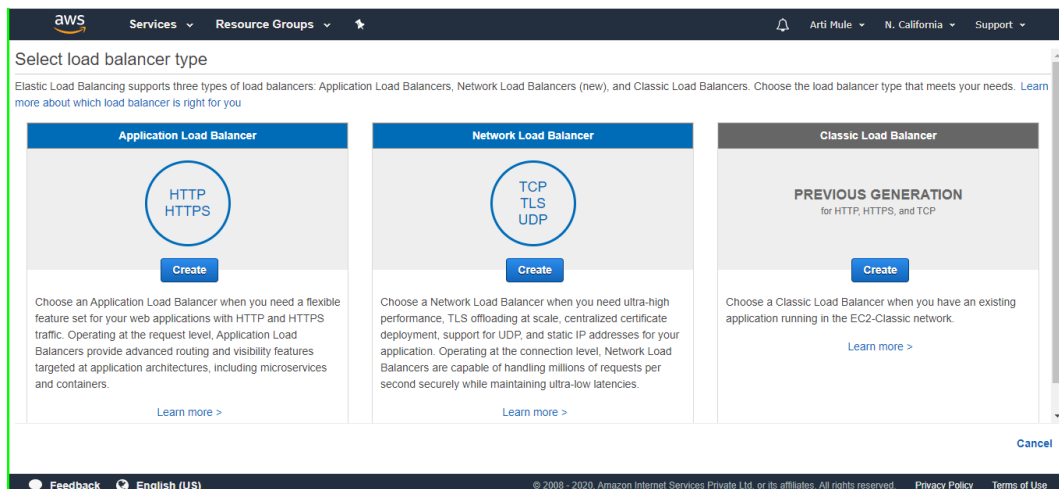 aws Services Resource Groups Arti Mule N. California Support
Select load balancer type
Elastic Load Balancing supports three types of load balancers: Application Load Balancers, Network Load Balancers (new), and Classic Load Balancers. Choose the load balancer type that meets your needs. Learn
more about which load balancer is right for you
Application Load Balancer
HTTP
HTTPS
Create
Choose an Application Load Balancer when you need a flexible
feature set for your web applications with HTTP and HTTPS
traffic. Operating at the request level, Application Load
Balancers provide advanced routing and visibility features
targeted at application architectures, including microservices
and containers.
Learn more >
Network Load Balancer
TCP
TLS
UDP
Create
Choose a Network Load Balancer when you need ultra-high
performance, TLS offloading at scale, centralized certificate
deployment, support for UDP, and static IP addresses for your
application. Operating at the connection level, Network Load
Balancers are capable of handling millions of requests per
second securely while maintaining ultra-low latencies.
Learn more >
Classic Load Balancer
PREVIOUS GENERATION
for HTTP, HTTPS, and TCP
Create
Choose a Classic Load Balancer when you have an existing
application running in the EC2-Classic network.
Learn more >
Cancel
Feedback English (US) © 2008 - 2020, Amazon Internet Services Private Ltd. or its affiliates. All rights reserved. Privacy Policy Terms of Use